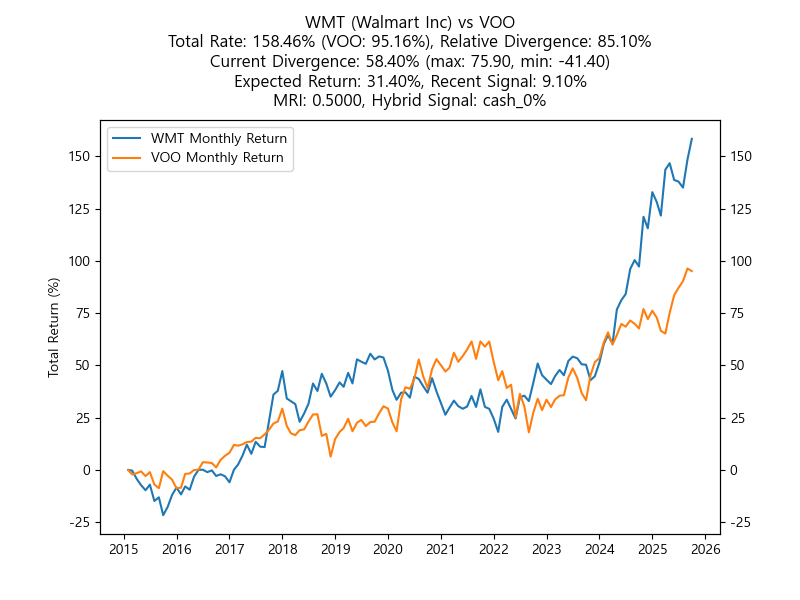 WMT (Walmart Inc) vs VOO
Total Rate: 158.46% (VOO: 95.16%), Relative Divergence: 85.10%
Current Divergence: 58.40% (max: 75.90, min: -41.40)
Expected Return: 31.40%, Recent Signal: 9.10%
MRI: 0.5000, Hybrid Signal: cash_0%
WMT Monthly Return
VOO Monthly Return
Total Return (%)
150
125
100
75
50
25
0
-25
150
125
100
75
50
25
0
-25
2015 2016 2017 2018 2019 2020 2021 2022 2023 2024 2025 2026